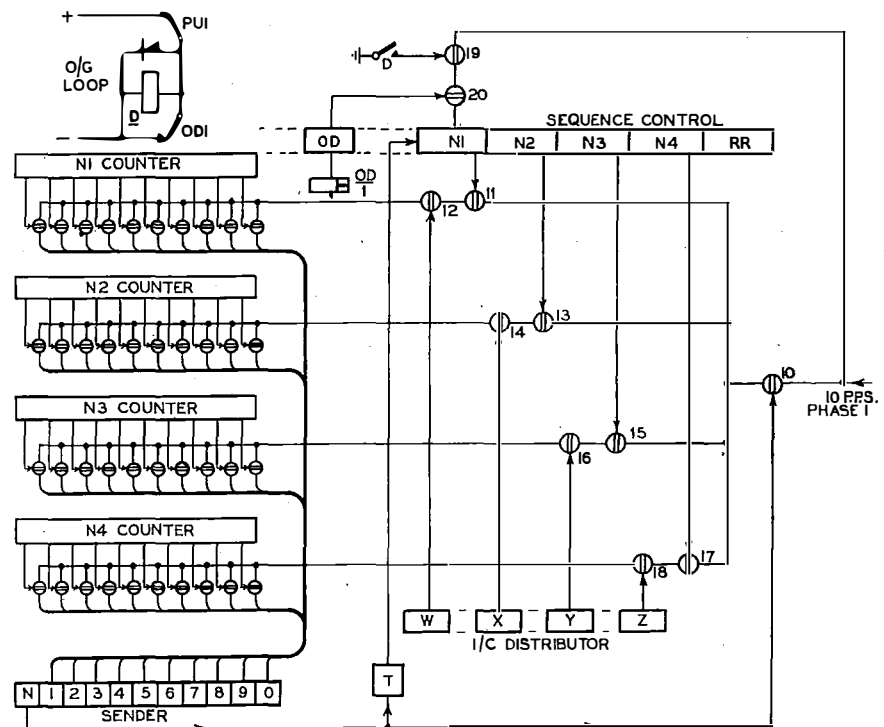 +
PU1
O/G
LOOP
D
−
OD1
D
19
20
SEQUENCE CONTROL
OD
N1
N2
N3
N4
RR
OD
1
N1 COUNTER
12
11
N2 COUNTER
14
13
10
10 P.P.S.
PHASE 1
N3 COUNTER
16
15
N4 COUNTER
18
17
W
X
Y
Z
I/C DISTRIBUTOR
T
N 1 2 3 4 5 6 7 8 9 0
SENDER